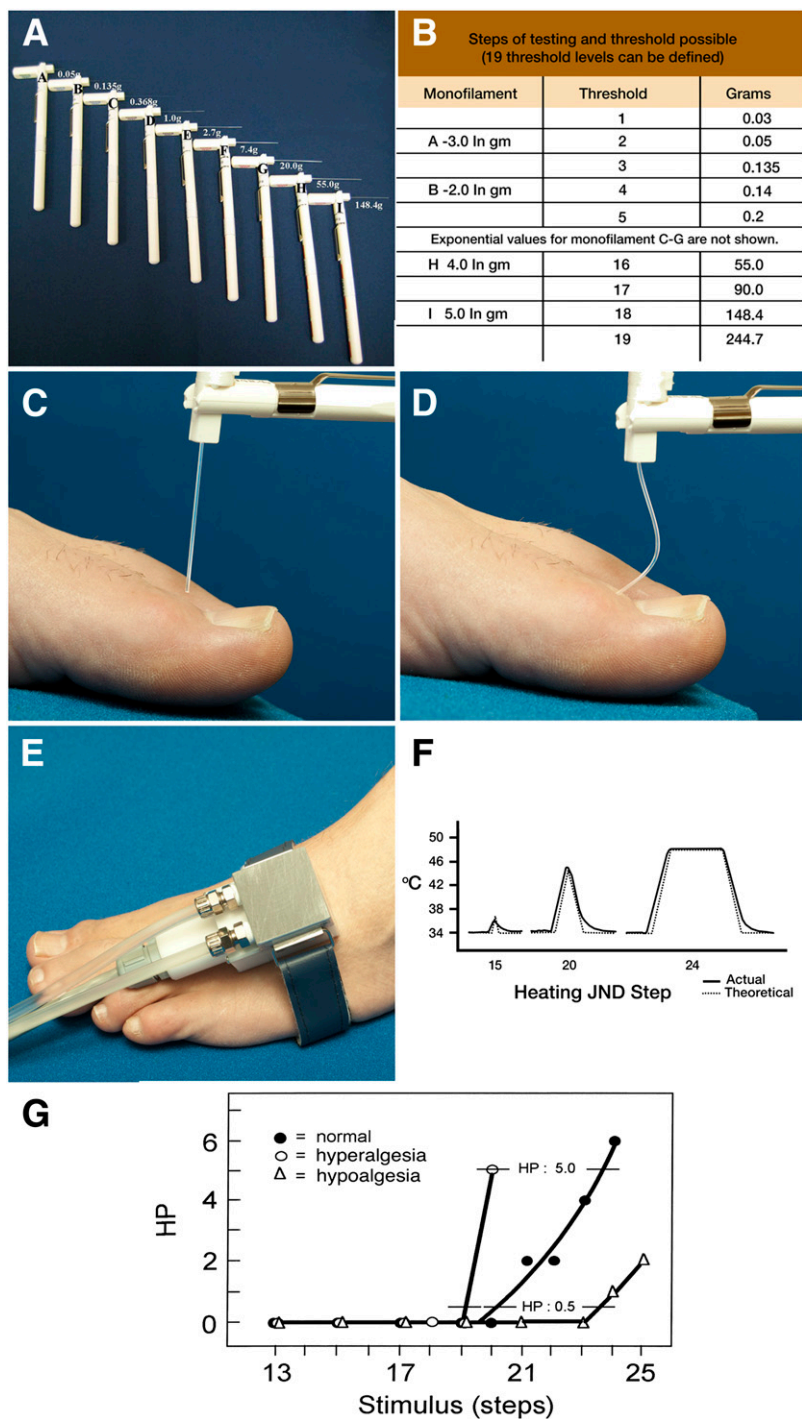 A
A 0.05g
B 0.135g
C 0.368g
D 1.0g
E 2.7g
F 7.4g
G 20.0g
H 55.0g
I 148.4g
B
Steps of testing and threshold possible
(19 threshold levels can be defined)
Monofilament Threshold Grams
1 0.03
A -3.0 ln gm 2 0.05
3 0.135
B -2.0 ln gm 4 0.14
5 0.2
Exponential values for monofilament C-G are not shown.
H 4.0 ln gm 16 55.0
17 90.0
I 5.0 ln gm 18 148.4
19 244.7
C
D
E
F
50
46
42
38
34
°C
15 20 24
Heating JND Step
Actual
Theoretical
G
● = normal
○ = hyperalgesia
△ = hypoalgesia
HP : 5.0
HP : 0.5
6
4
2
0
HP
13 17 21 25
Stimulus (steps)